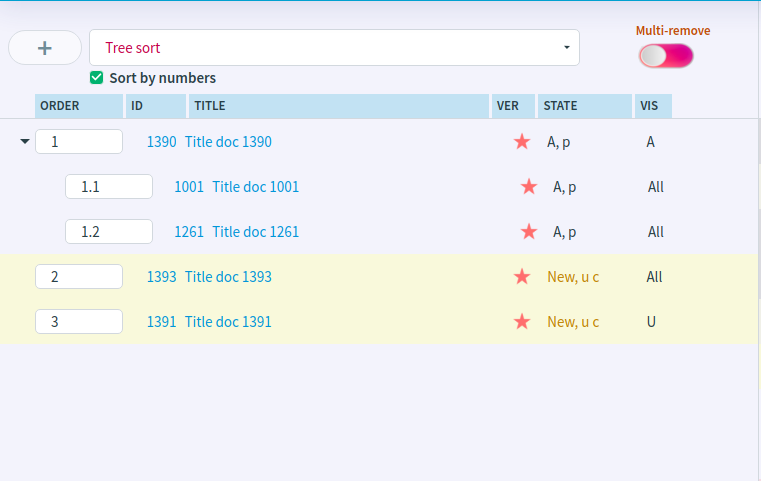 Multi-remove
+ Tree sort
Sort by numbers
ORDER ID TITLE VER STATE VIS
1 1390 Title doc 1390 A, p A
1.1 1001 Title doc 1001 A, p All
1.2 1261 Title doc 1261 A, p All
2 1393 Title doc 1393 New, u c All
3 1391 Title doc 1391 New, u c U